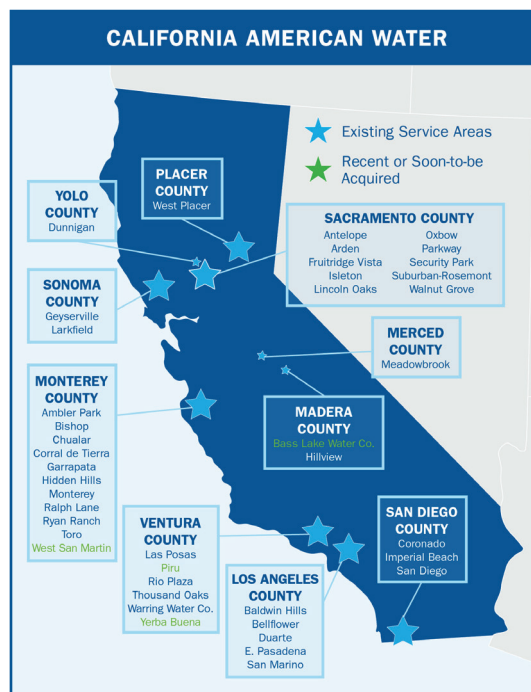 CALIFORNIA AMERICAN WATER
Existing Service Areas
Recent or Soon-to-be
Acquired
PLACER
COUNTY
West Placer
YOLO
COUNTY
Dunnigan
SACRAMENTO COUNTY
Antelope
Arden
Fruitridge Vista
Isleton
Lincoln Oaks
Oxbow
Parkway
Security Park
Suburban-Rosemont
Walnut Grove
SONOMA
COUNTY
Geyserville
Larkfield
MERCED
COUNTY
Meadowbrook
MONTEREY
COUNTY
Ambler Park
Bishop
Chualar
Corral de Tierra
Garrapata
Hidden Hills
Monterey
Ralph Lane
Ryan Ranch
Toro
West San Martin
MADERA
COUNTY
Bass Lake Water Co.
Hillview
VENTURA
COUNTY
Las Posas
Piru
Rio Plaza
Thousand Oaks
Warring Water Co.
Yerba Buena
LOS ANGELES
COUNTY
Baldwin Hills
Bellflower
Duarte
E. Pasadena
San Marino
SAN DIEGO
COUNTY
Coronado
Imperial Beach
San Diego